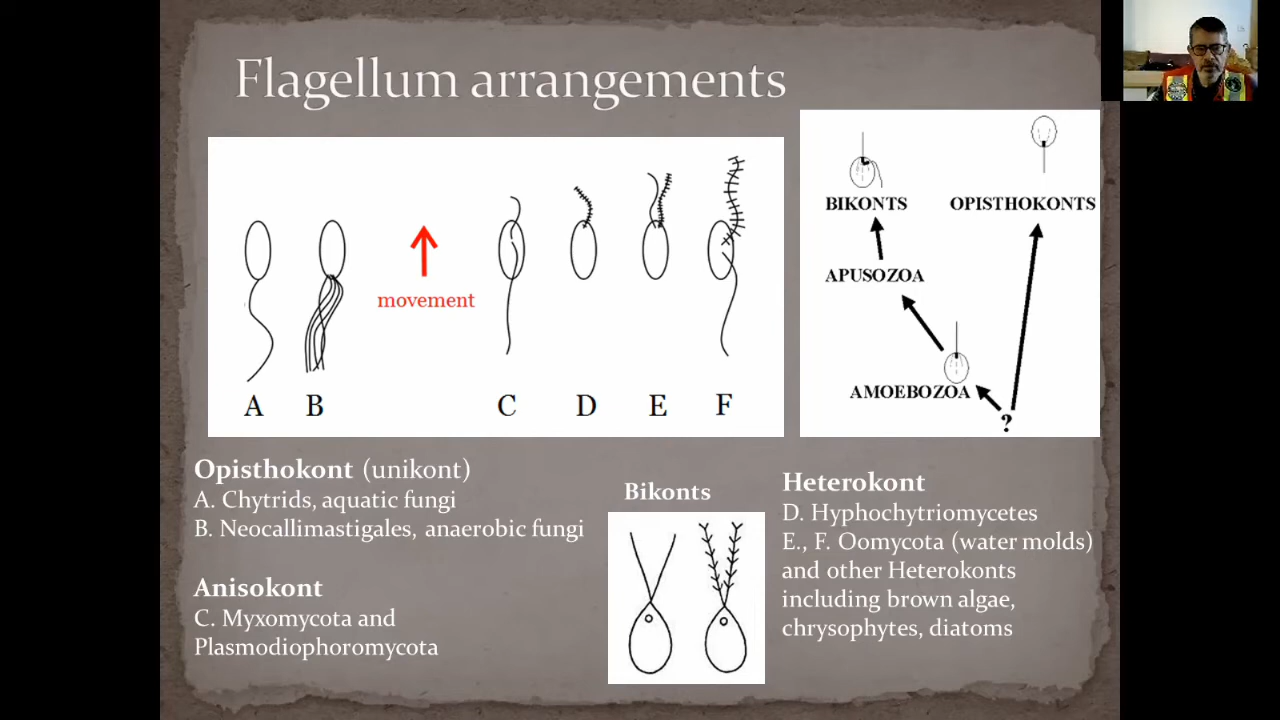 Flagellum arrangements
movement
A B C D E F
BIKONTS OPISTHOKONTS
APUSOZOA
AMOEBOZOA
?
Opisthokont (unikont)
A. Chytrids, aquatic fungi
B. Neocallimastigales, anaerobic fungi
Anisokont
C. Myxomycota and
Plasmodiophoromycota
Bikonts
Heterokont
D. Hyphochytriomycetes
E., F. Oomycota (water molds)
and other Heterokonts
including brown algae,
chrysophytes, diatoms